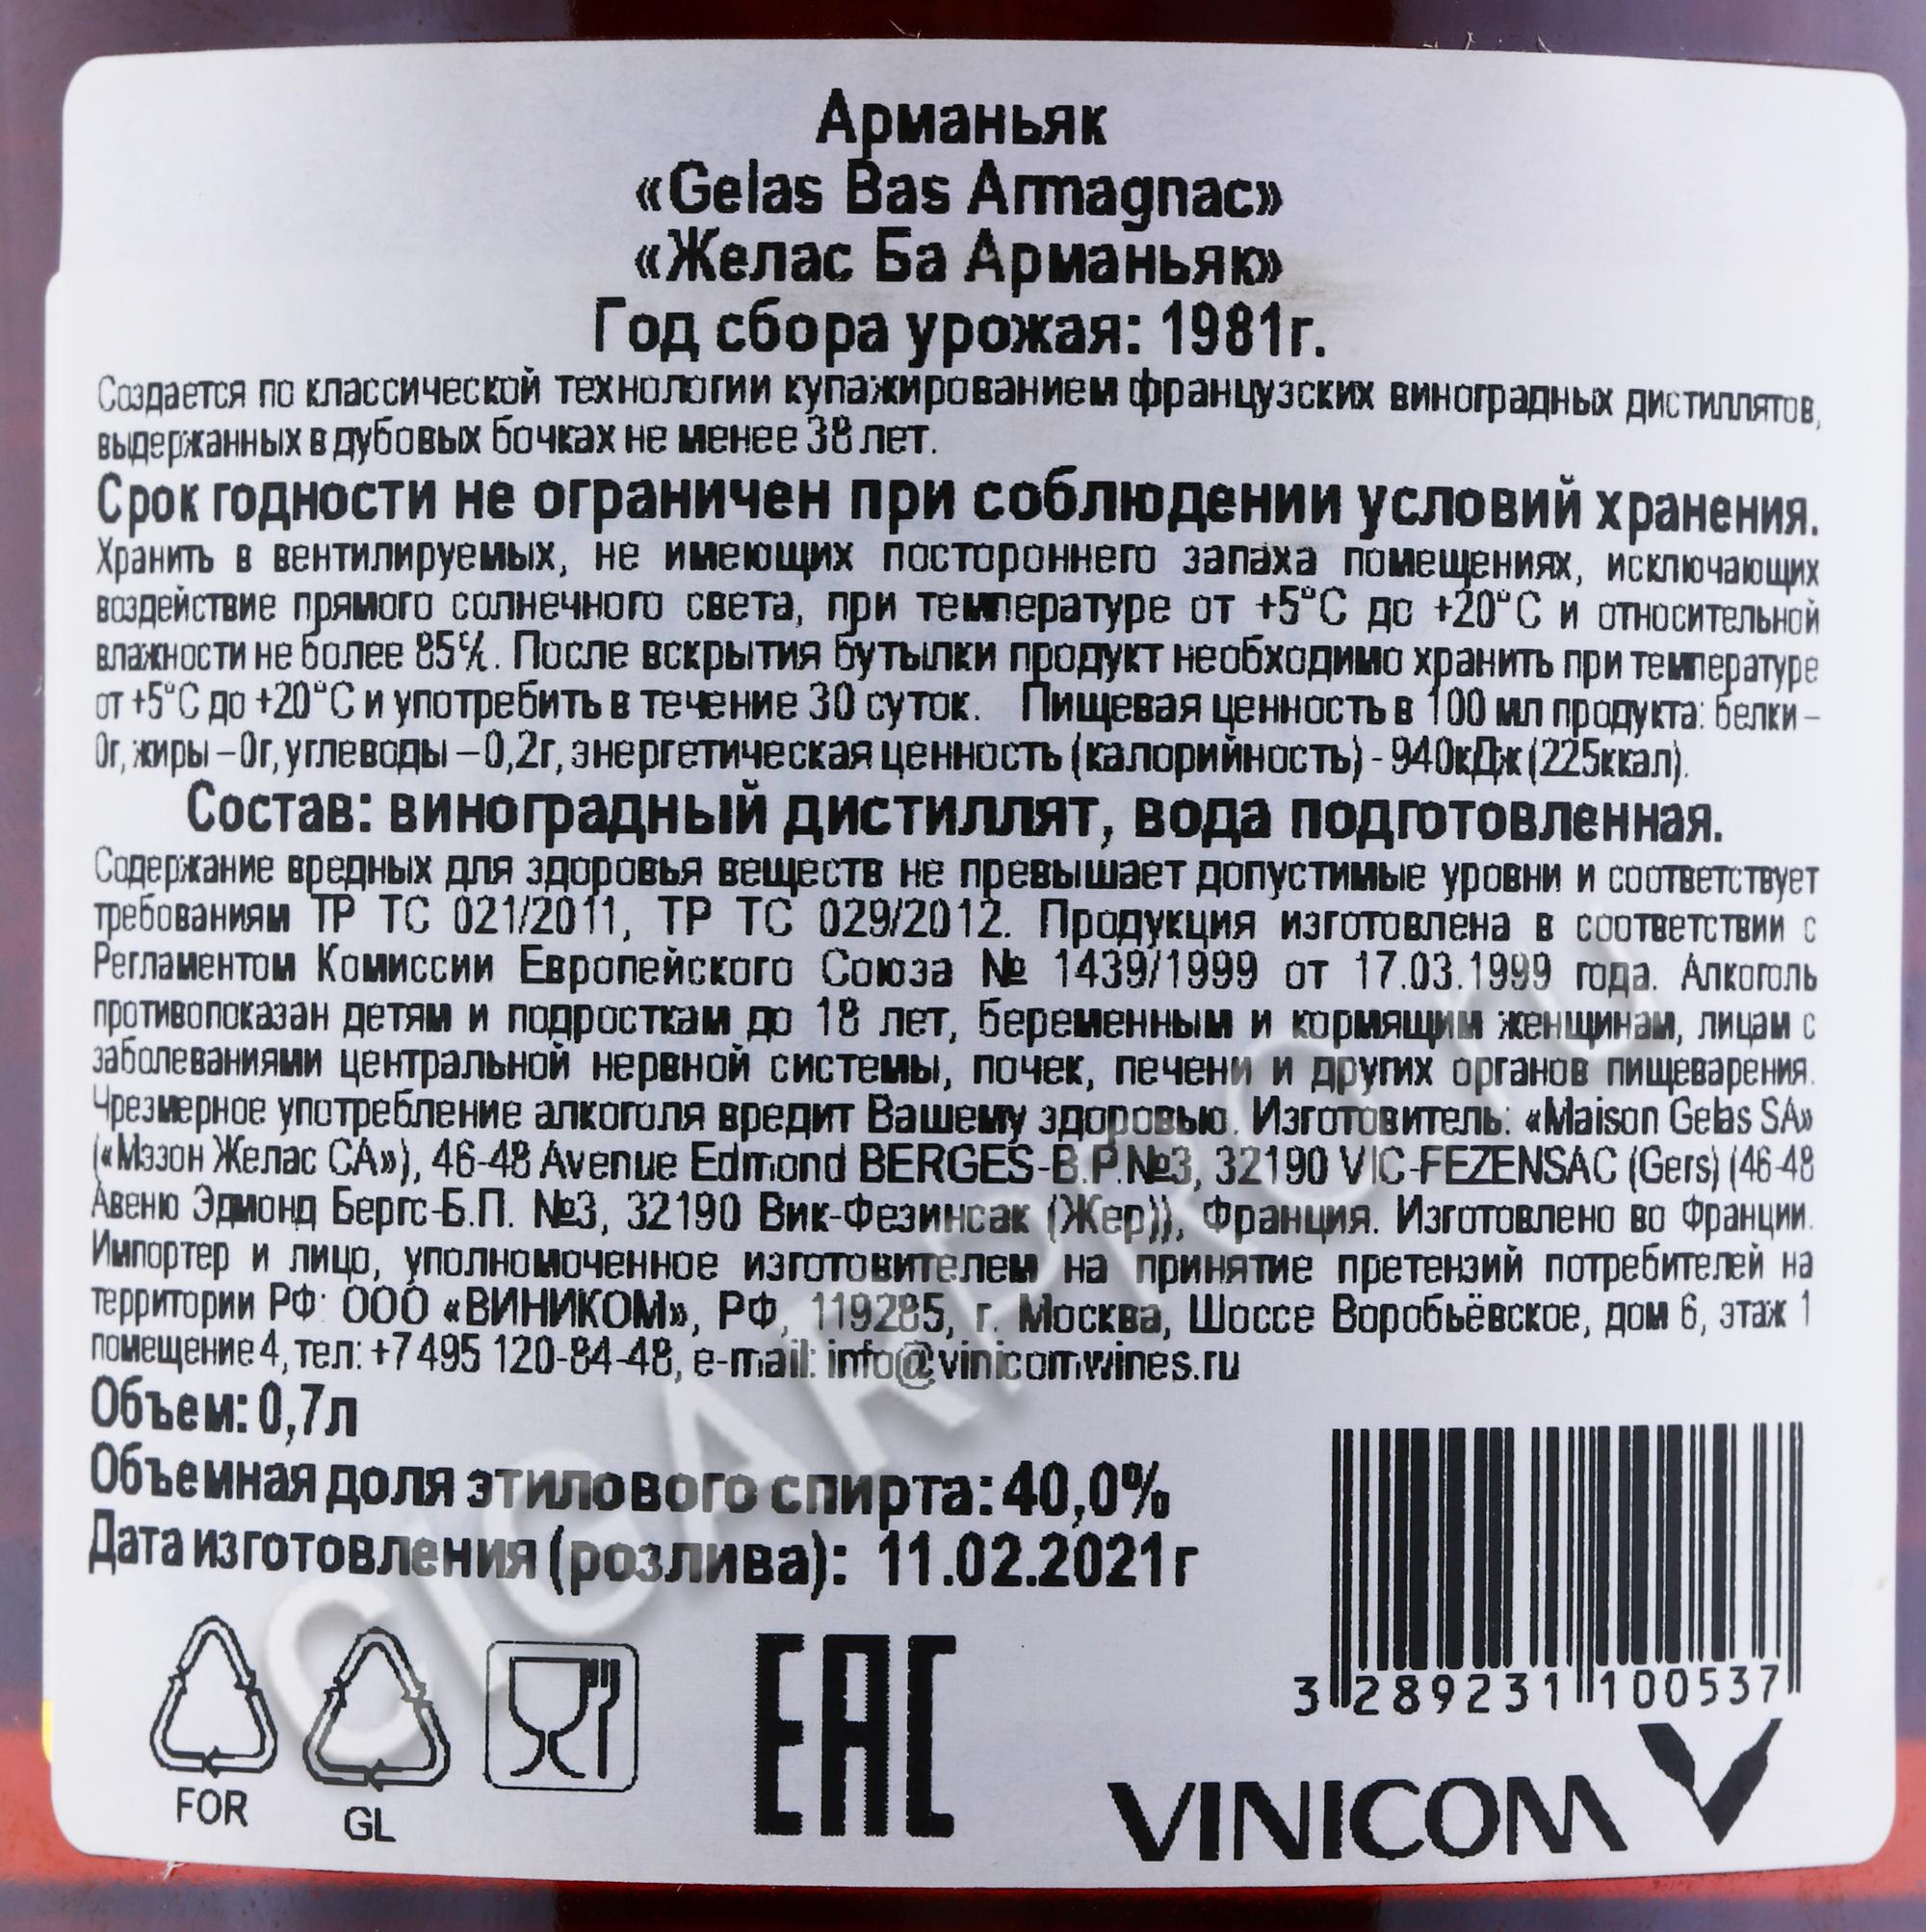 Арманьяк
«Gelas Bas Armagnac»
«Желас Ба Арманьяк»
Год сбора урожая: 1981г.
Создается по классической технологии купажированием французских виноградных дистиллятов,
выдержанных в дубовых бочках не менее 38 лет.
Срок годности не ограничен при соблюдении условий хранения.
Хранить в вентилируемых, не имеющих постороннего запаха помещениях, исключающих
воздействие прямого солнечного света, при температуре от +5°С до +20°С и относительной
влажности не более 85%. После вскрытия бутылки продукт необходимо хранить при температуре
от +5°С до +20°С и употребить в течение 30 суток. Пищевая ценность в 100 мл продукта: белки –
0г, жиры – 0г, углеводы – 0,2г, энергетическая ценность (калорийность) - 940кДж (225ккал).
Состав: виноградный дистиллят, вода подготовленная.
Содержание вредных для здоровья веществ не превышает допустимые уровни и соответствует
требованиям ТР ТС 021/2011, ТР ТС 029/2012. Продукция изготовлена в соответствии с
Регламентом Комиссии Европейского Союза № 1439/1999 от 17.03.1999 года. Алкоголь
противопоказан детям и подросткам до 18 лет, беременным и кормящим женщинам, лицам с
заболеваниями центральной нервной системы, почек, печени и других органов пищеварения.
Чрезмерное употребление алкоголя вредит Вашему здоровью. Изготовитель: «Maison Gelas SA»
(«Мэзон Желас СА»), 46-48 Avenue Edmond BERGES-B.P.№3, 32190 VIC-FEZENSAC (Gers) (46-48
Авеню Эдмонд Бергс-Б.П. №3, 32190 Вик-Фезинсак (Жер)), Франция. Изготовлено во Франции.
Импортер и лицо, уполномоченное изготовителем на принятие претензий потребителей на
территории РФ: ООО «ВИНИКОМ», РФ, 119285, г. Москва, Шоссе Воробьёвское, дом 6, этаж 1
помещение 4, тел: +7 495 120-84-48, e-mail: info@vinicomwines.ru
Объем: 0,7л
Объемная доля этилового спирта: 40,0%
Дата изготовления (розлива): 11.02.2021г
3 289231 100537
FOR
GL
EAC
VINICOM
CIGARPRO.ru